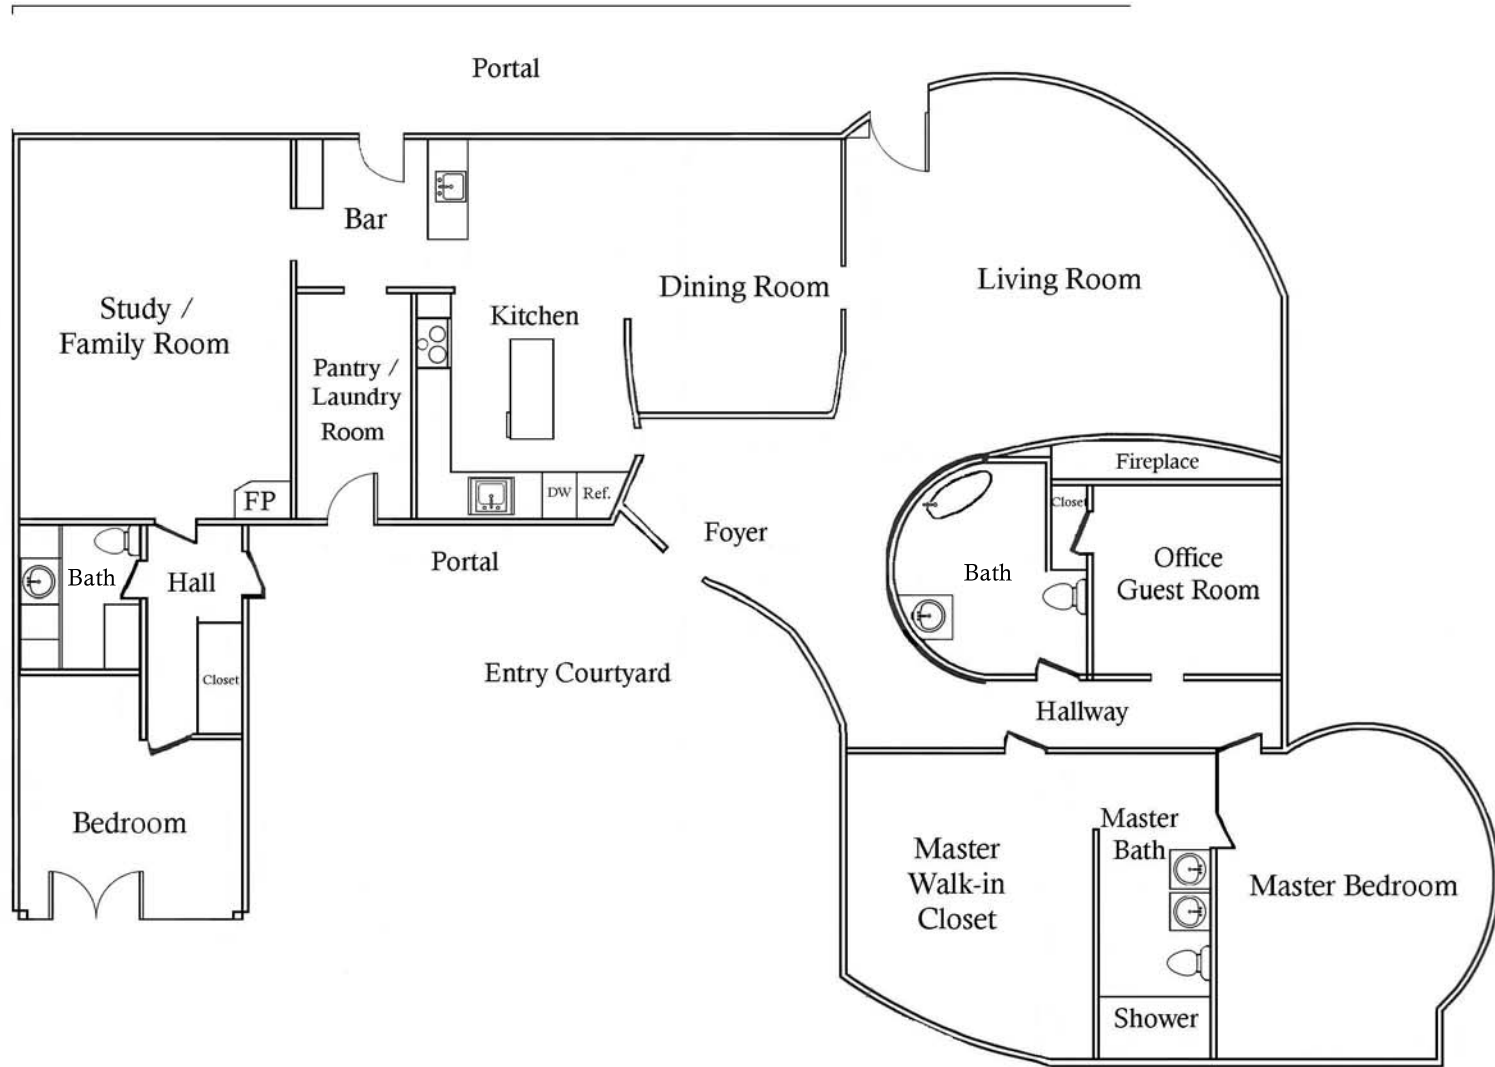 Portal
Bar
Study /
Family Room
Kitchen
Dining Room
Living Room
Pantry /
Laundry
Room
Fireplace
FP
DW
Ref.
Closet
Portal
Foyer
Bath
Hall
Bath
Office
Guest Room
Closet
Entry Courtyard
Hallway
Bedroom
Master
Walk-in
Closet
Master
Bath
Master Bedroom
Shower